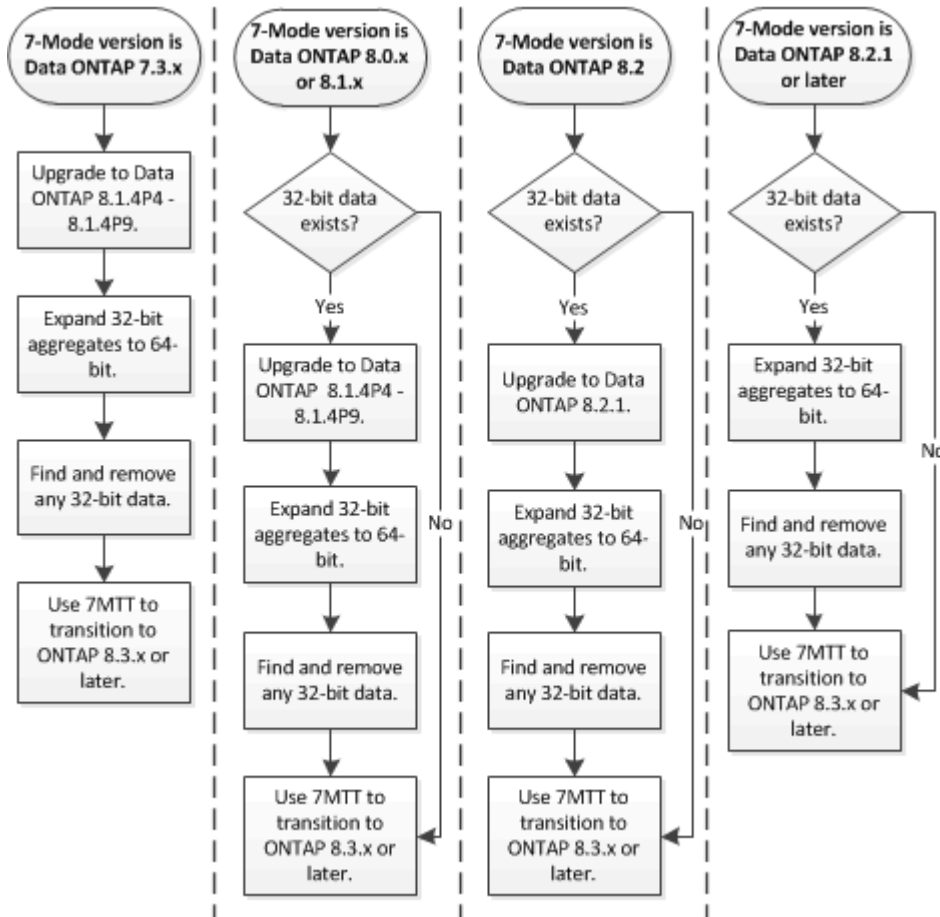 7-Mode version is
Data ONTAP 7.3.x
Upgrade to Data
ONTAP 8.1.4P4 -
8.1.4P9.
Expand 32-bit
aggregates to 64-
bit.
Find and remove
any 32-bit data.
Use 7MTT to
transition to
ONTAP 8.3.x or
later.
7-Mode version is
Data ONTAP 8.0.x
or 8.1.x
32-bit data
exists?
Yes
Upgrade to Data
ONTAP  8.1.4P4 -
8.1.4P9.
Expand 32-bit
aggregates to 64-
bit.
No
Find and remove
any 32-bit data.
Use 7MTT to
transition to
ONTAP 8.3.x or
later.
7-Mode version is
Data ONTAP 8.2
32-bit data
exists?
Yes
Upgrade to Data
ONTAP 8.2.1.
Expand 32-bit
aggregates to 64-
bit.
No
Find and remove
any 32-bit data.
Use 7MTT to
transition to
ONTAP 8.3.x or
later.
7-Mode version is
Data ONTAP 8.2.1
or later
32-bit data
exists?
Yes
Expand 32-bit
aggregates to 64-
bit.
No
Find and remove
any 32-bit data.
Use 7MTT to
transition to
ONTAP 8.3.x or
later.